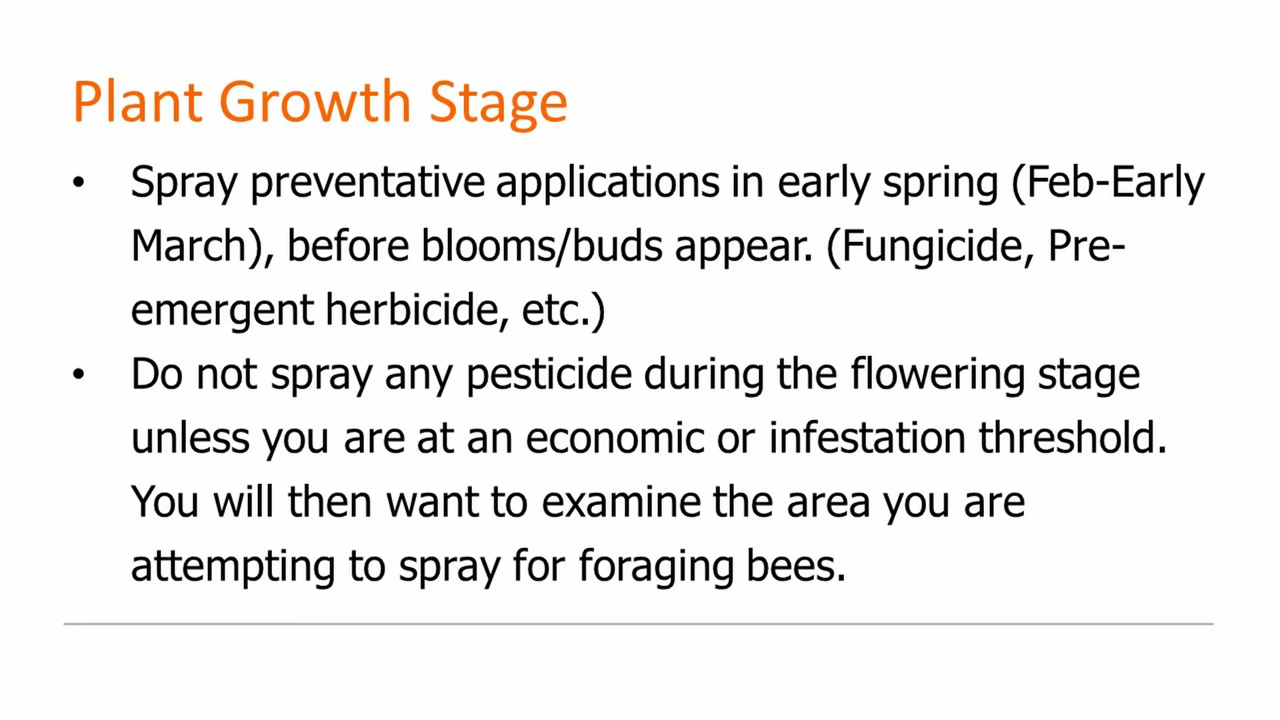 Plant Growth Stage
• Spray preventative applications in early spring (Feb-Early
March), before blooms/buds appear. (Fungicide, Pre-
emergent herbicide, etc.)
• Do not spray any pesticide during the flowering stage
unless you are at an economic or infestation threshold.
You will then want to examine the area you are
attempting to spray for foraging bees.